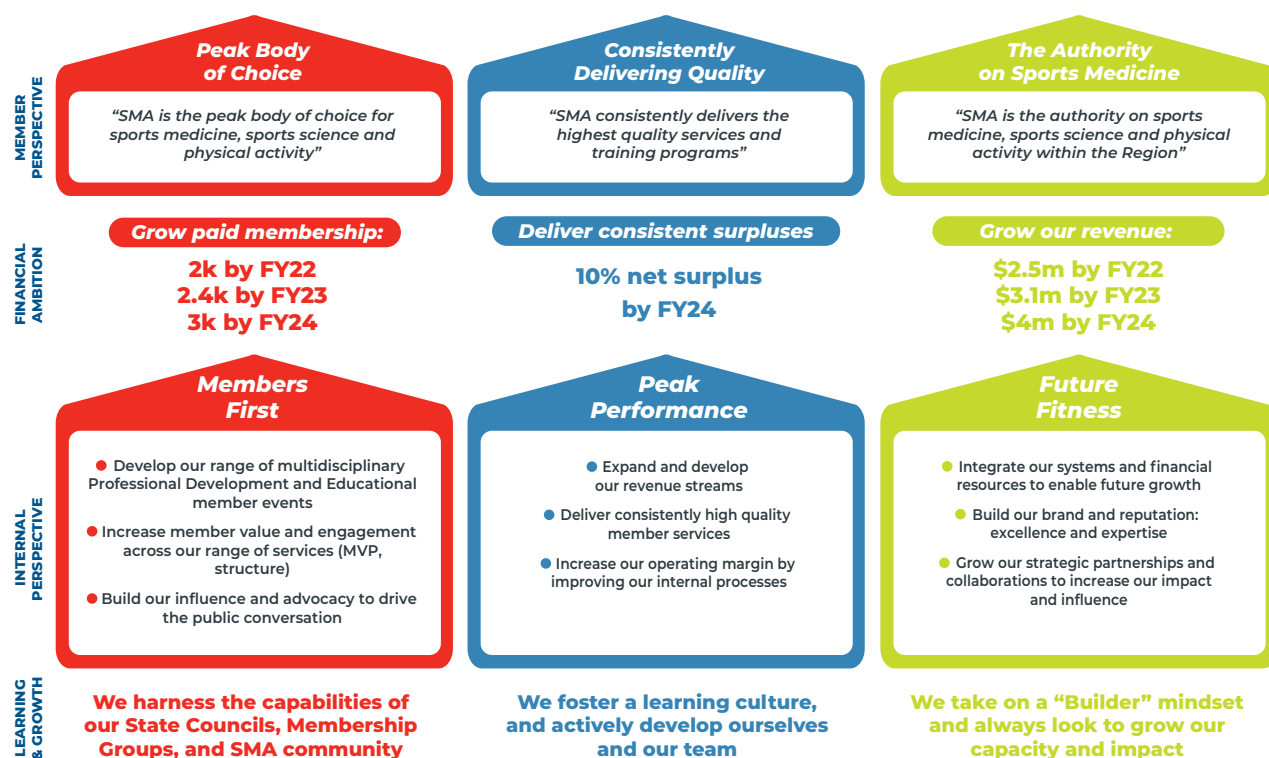 MEMBER
PERSPECTIVE
Peak Body
of Choice
“SMA is the peak body of choice for
sports medicine, sports science and
physical activity”
Consistently
Delivering Quality
“SMA consistently delivers the
highest quality services and
training programs”
The Authority
on Sports Medicine
“SMA is the authority on sports
medicine, sports science and physical
activity within the Region”
FINANCIAL
AMBITION
Grow paid membership:
2k by FY22
2.4k by FY23
3k by FY24
Deliver consistent surpluses
10% net surplus
by FY24
Grow our revenue:
$2.5m by FY22
$3.1m by FY23
$4m by FY24
INTERNAL
PERSPECTIVE
Members
First
● Develop our range of multidisciplinary
Professional Development and Educational
member events
● Increase member value and engagement
across our range of services (MVP,
structure)
● Build our influence and advocacy to drive
the public conversation
Peak
Performance
● Expand and develop
our revenue streams
● Deliver consistently high quality
member services
● Increase our operating margin by
improving our internal processes
Future
Fitness
● Integrate our systems and financial
resources to enable future growth
● Build our brand and reputation:
excellence and expertise
● Grow our strategic partnerships and
collaborations to increase our impact
and influence
LEARNING
& GROWTH
We harness the capabilities of
our State Councils, Membership
Groups, and SMA community
We foster a learning culture,
and actively develop ourselves
and our team
We take on a “Builder” mindset
and always look to grow our
capacity and impact